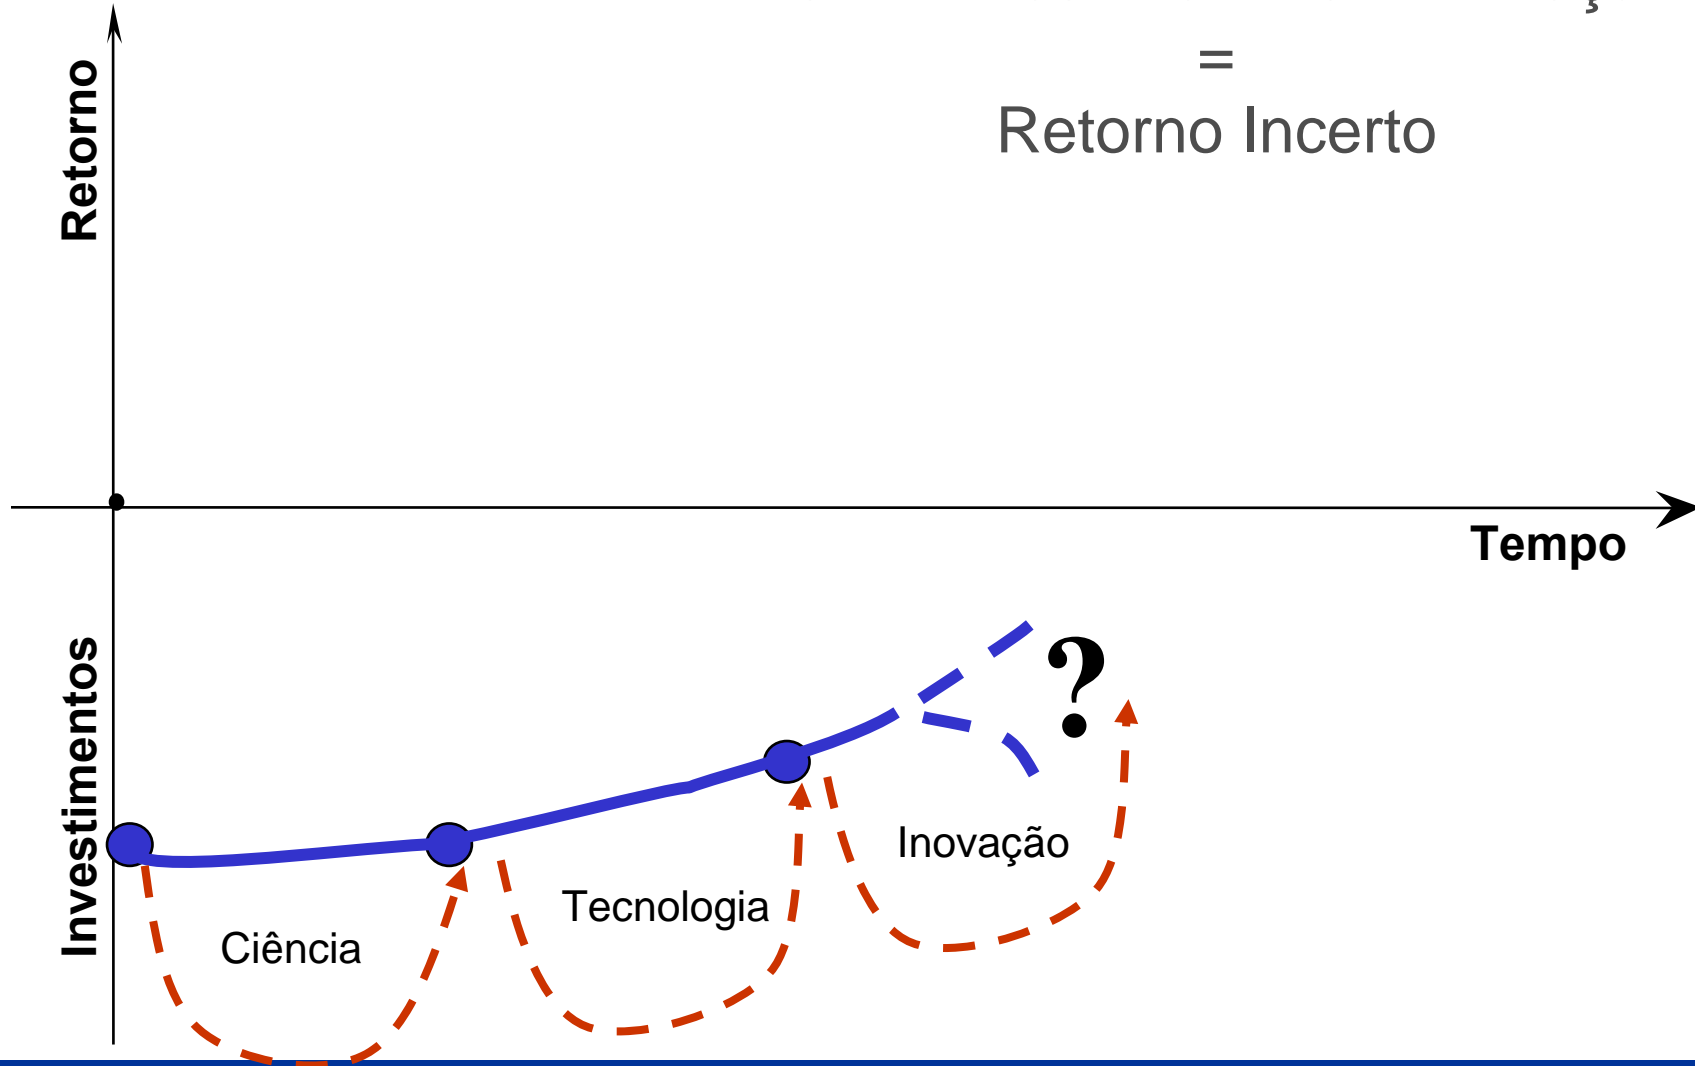 =
Retorno Incerto
Retorno
Tempo
Investimentos
?
Inovação
Tecnologia
Ciência